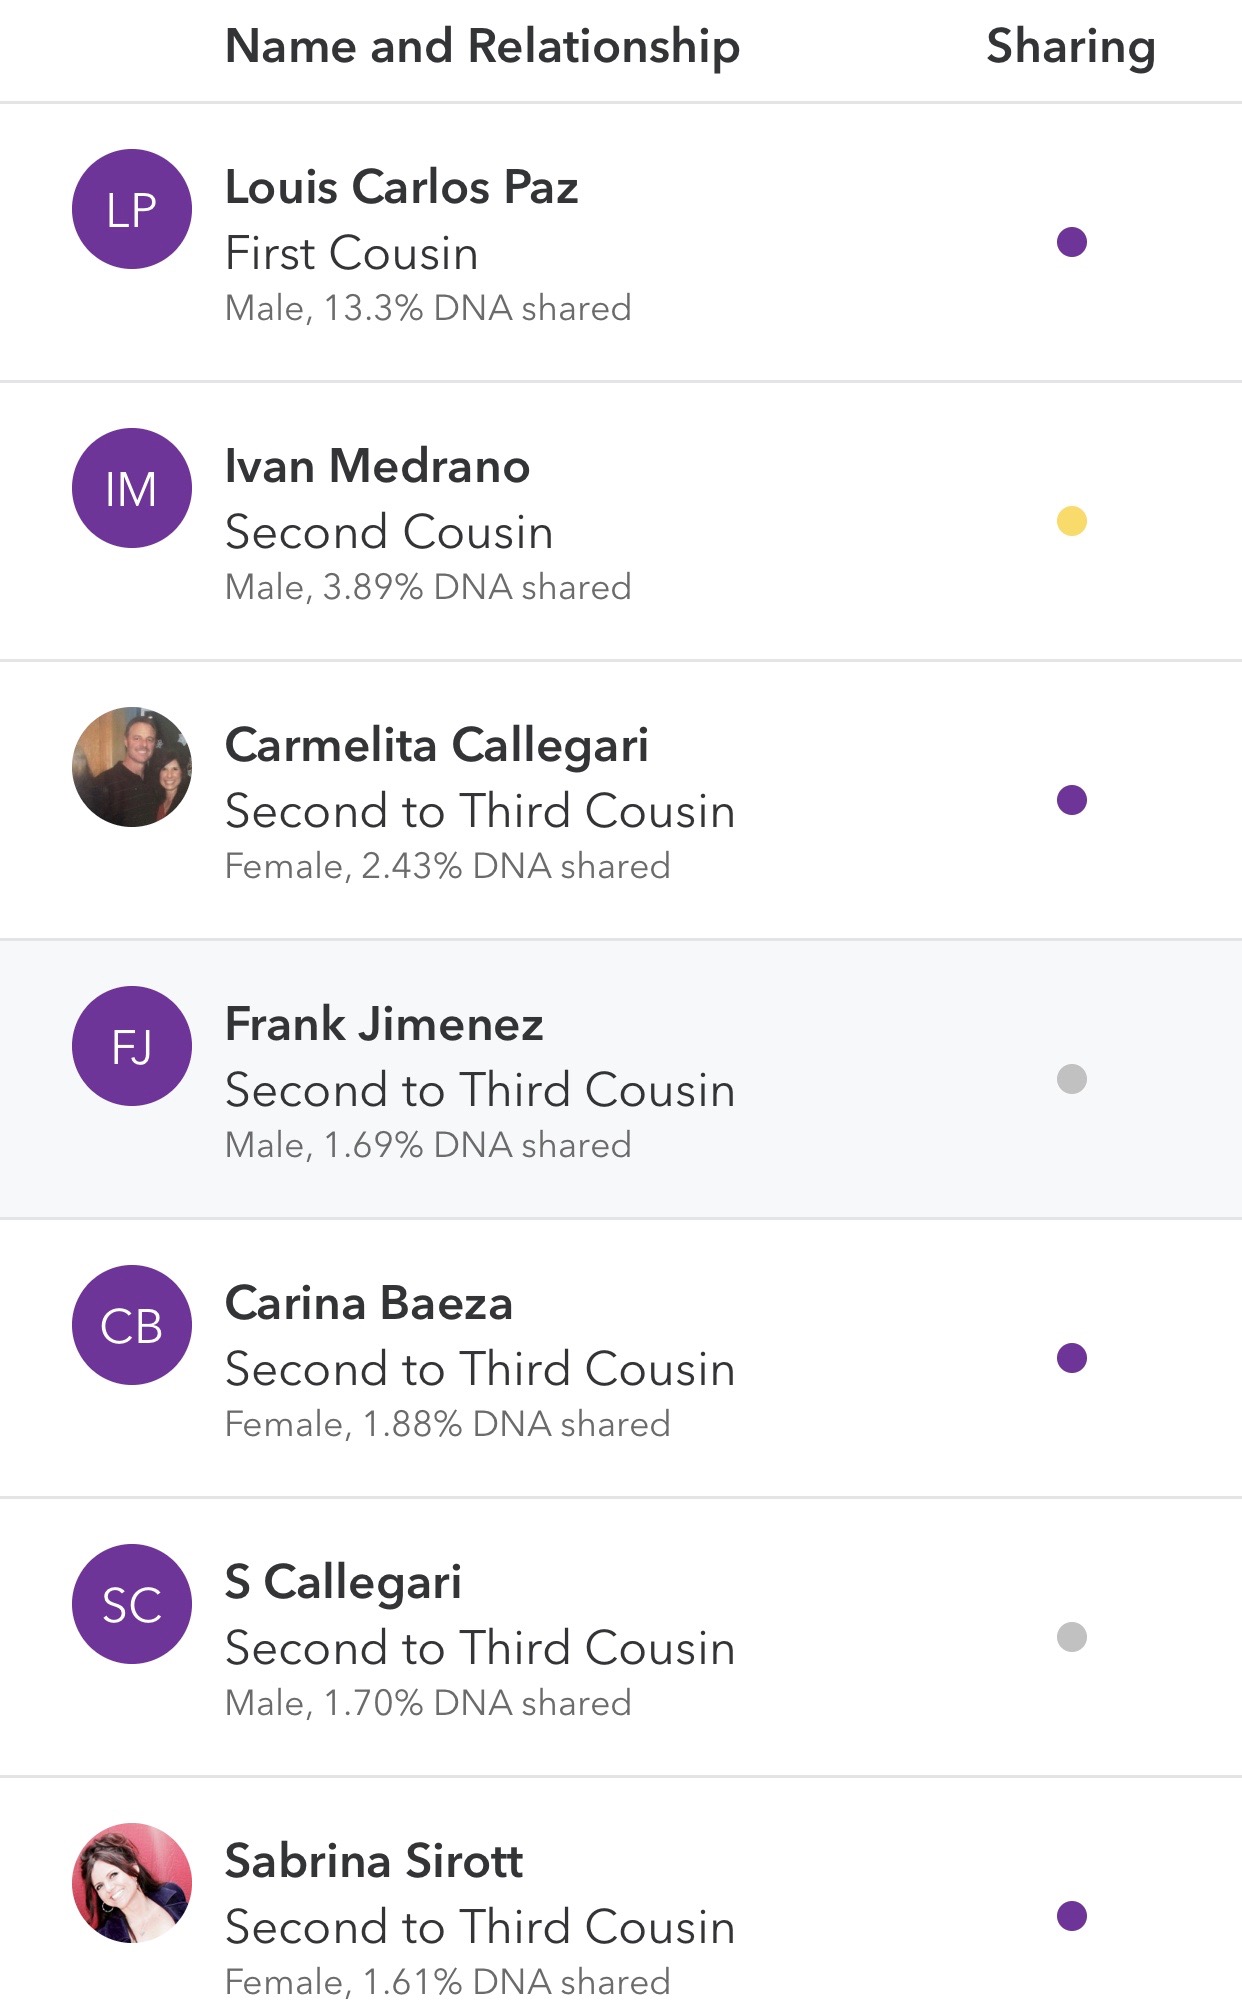 Name and Relationship Sharing
LP
Louis Carlos Paz
First Cousin
Male, 13.3% DNA shared
IM
Ivan Medrano
Second Cousin
Male, 3.89% DNA shared
Carmelita Callegari
Second to Third Cousin
Female, 2.43% DNA shared
FJ
Frank Jimenez
Second to Third Cousin
Male, 1.69% DNA shared
CB
Carina Baeza
Second to Third Cousin
Female, 1.88% DNA shared
SC
S Callegari
Second to Third Cousin
Male, 1.70% DNA shared
Sabrina Sirott
Second to Third Cousin
Female, 1.61% DNA shared